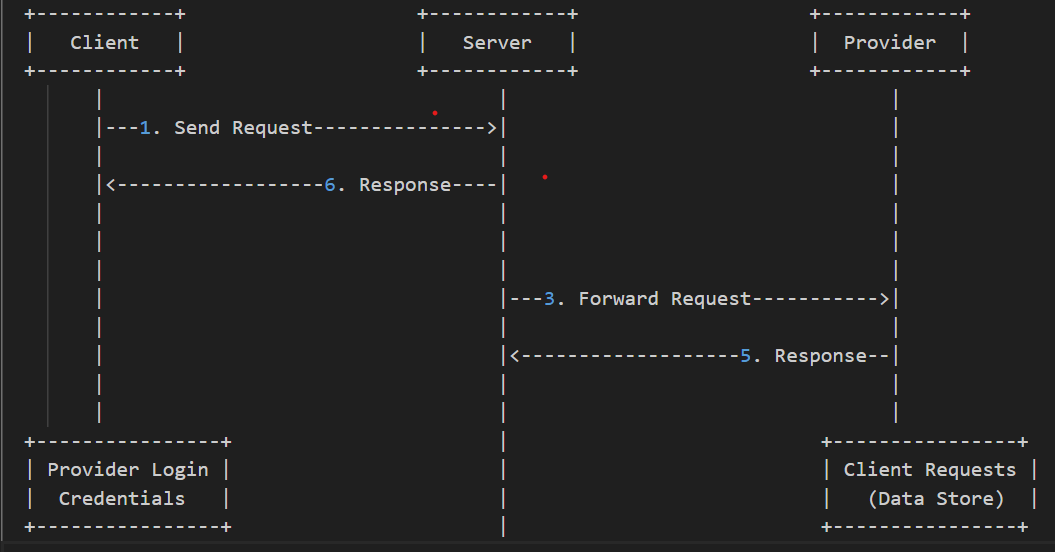 Client Server Provider
1. Send Request
6. Response
3. Forward Request
5. Response
Provider Login Client Requests
Credentials (Data Store)